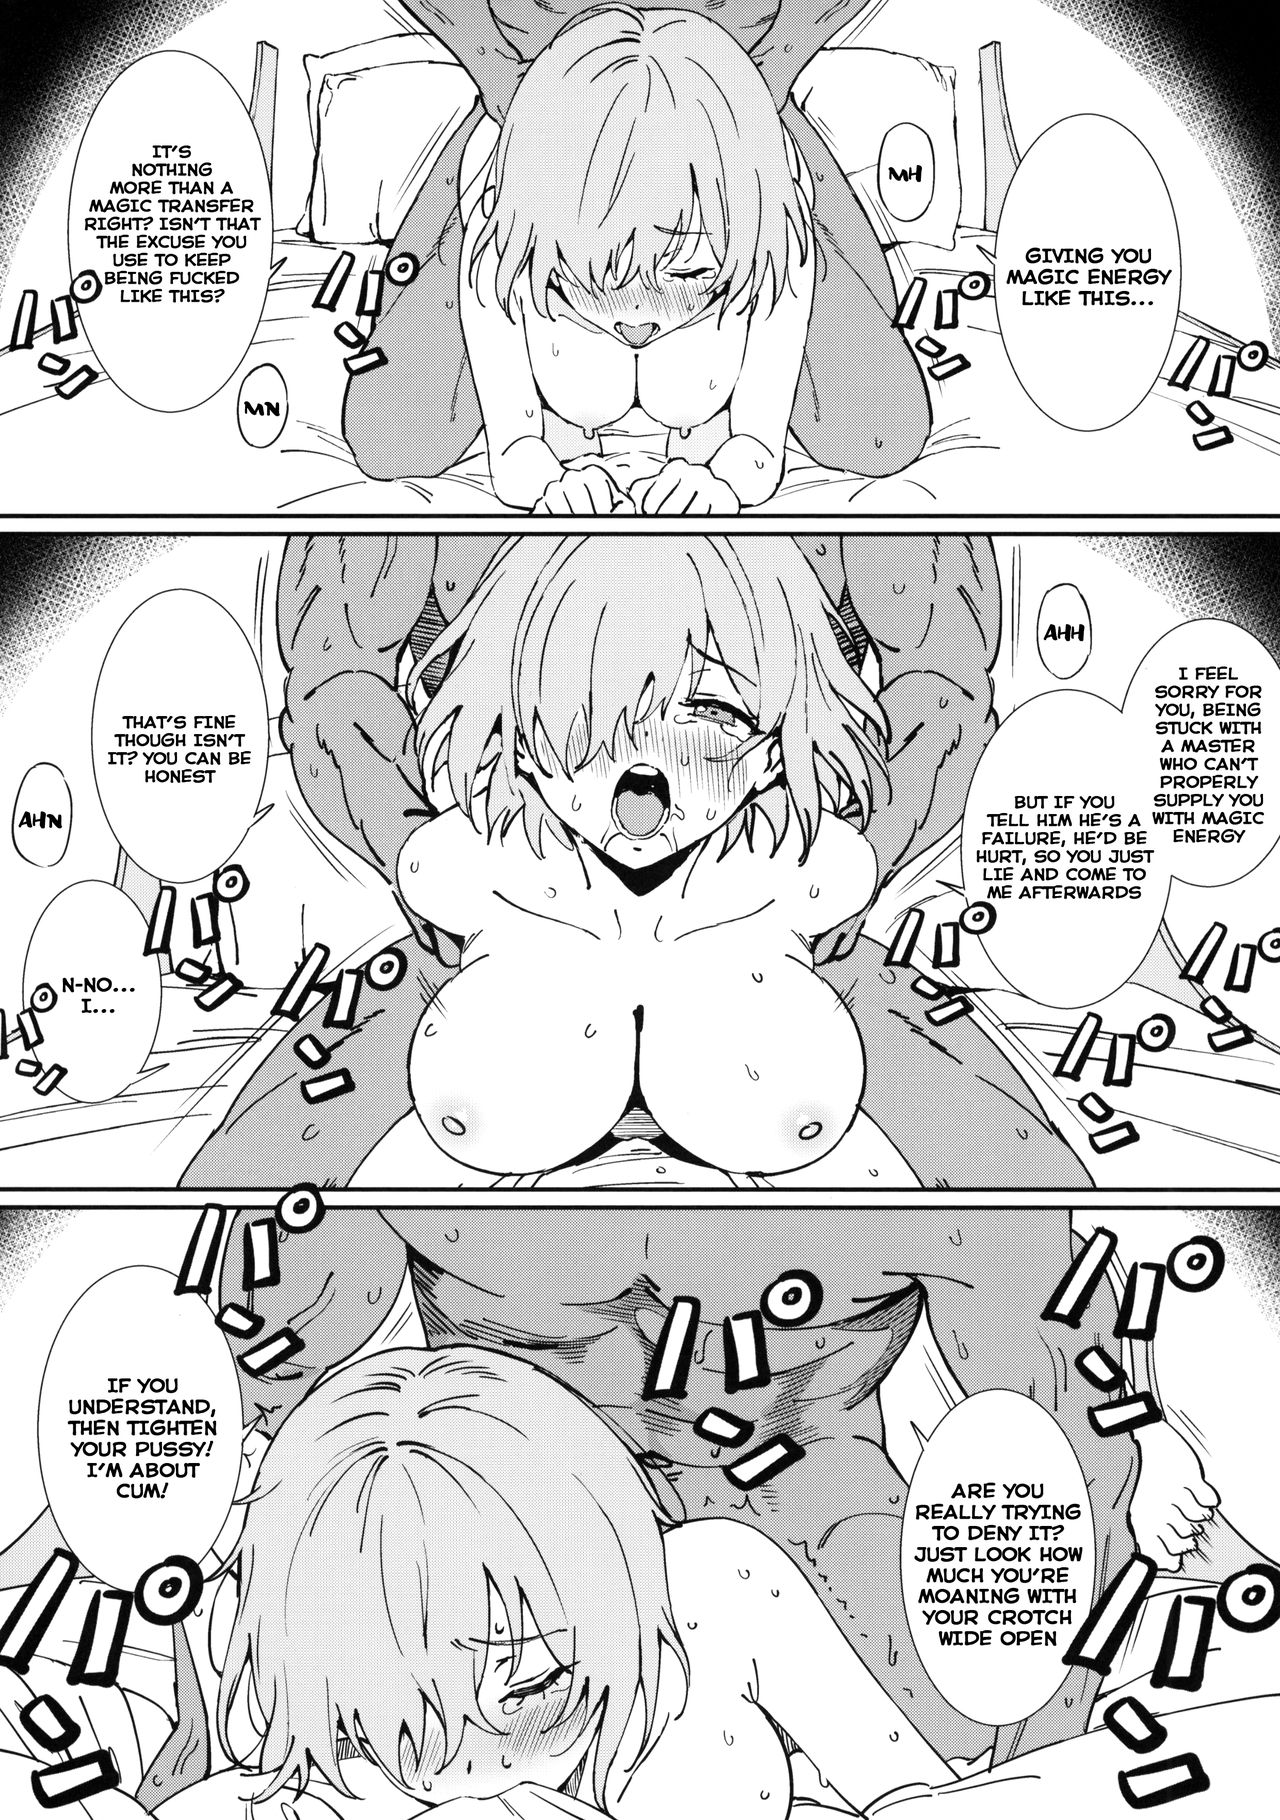 GIVING YOU
MAGIC ENERGY
LIKE THIS...
MH
IT'S
NOTHING
MORE THAN A
MAGIC TRANSFER
RIGHT? ISN'T THAT
THE EXCUSE YOU
USE TO KEEP
BEING FUCKED
LIKE THIS?
MN
AHH
I FEEL
SORRY FOR
YOU, BEING
STUCK WITH
A MASTER
WHO CAN'T
PROPERLY
SUPPLY YOU
WITH MAGIC
ENERGY
BUT IF YOU
TELL HIM HE'S A
FAILURE, HE'D BE
HURT, SO YOU JUST
LIE AND COME TO
ME AFTERWARDS
THAT'S FINE
THOUGH ISN'T
IT? YOU CAN BE
HONEST
AHN
N-NO...
I...
ARE YOU
REALLY TRYING
TO DENY IT?
JUST LOOK HOW
MUCH YOU'RE
MOANING WITH
YOUR CROTCH
WIDE OPEN
IF YOU
UNDERSTAND,
THEN TIGHTEN
YOUR PUSSY!
I'M ABOUT
CUM!